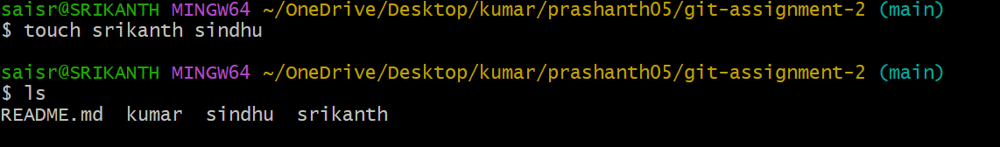 saisr@SRIKANTH MINGW64 ~/OneDrive/Desktop/kumar/prashanth05/git-assignment-2 (main)
$ touch srikanth sindhu
saisr@SRIKANTH MINGW64 ~/OneDrive/Desktop/kumar/prashanth05/git-assignment-2 (main)
$ ls
README.md  kumar  sindhu  srikanth